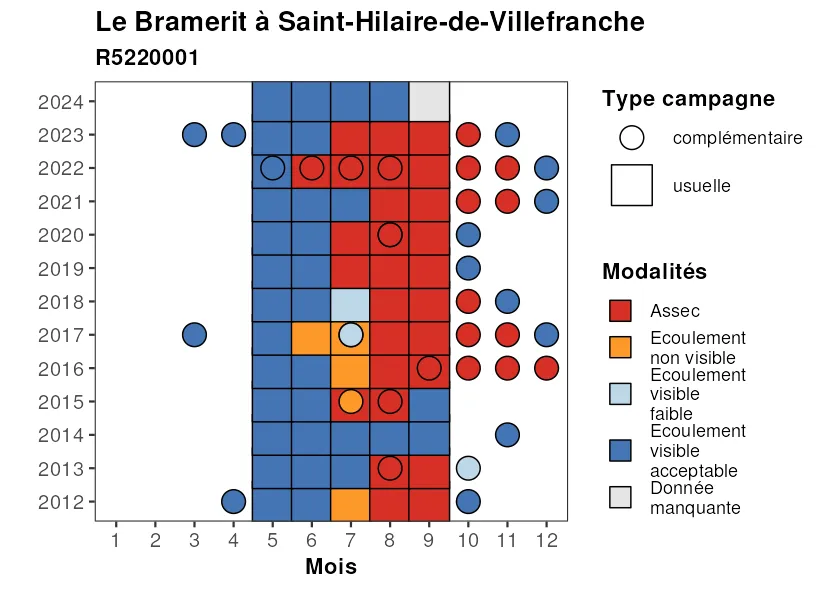 Le Bramerit à Saint-Hilaire-de-Villefranche
R5220001
2024
2023
2022
2021
2020
2019
2018
2017
2016
2015
2014
2013
2012
1 2 3 4 5 6 7 8 9 10 11 12
Mois
Type campagne
complémentaire
usuelle
Modalités
Assec
Ecoulement
non visible
Ecoulement
visible
faible
Ecoulement
visible
acceptable
Donnée
manquante